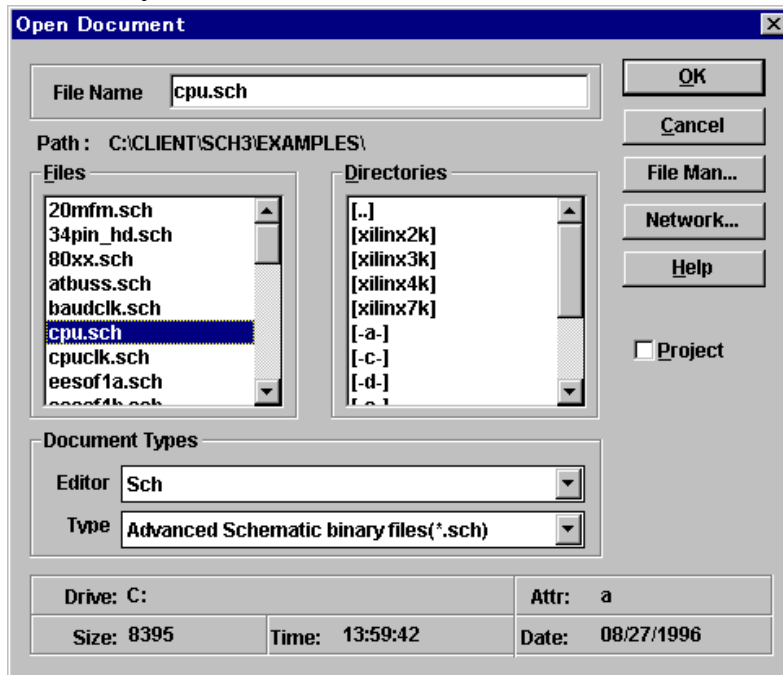 Open Document
File Name cpu.sch
OK
Path : C:\CLIENT\SCH3\EXAMPLES\
Cancel
Files
Directories
File Man...
20mfm.sch
34pin_hd.sch
80xx.sch
atbuss.sch
baudclk.sch
cpu.sch
cpuclk.sch
eesof1a.sch
[..]
[xilinx2k]
[xilinx3k]
[xilinx4k]
[xilinx7k]
[-a-]
[-c-]
[-d-]
Network...
Help
Project
Document Types
Editor Sch
Type Advanced Schematic binary files(*.sch)
Drive: C: Attr: a
Size: 8395 Time: 13:59:42 Date: 08/27/1996